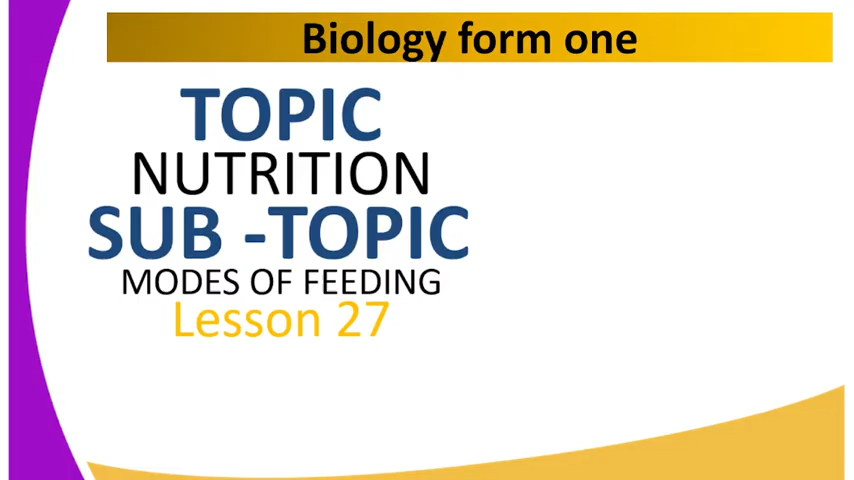 Biology form one
TOPIC
NUTRITION
SUB -TOPIC
MODES OF FEEDING
Lesson 27